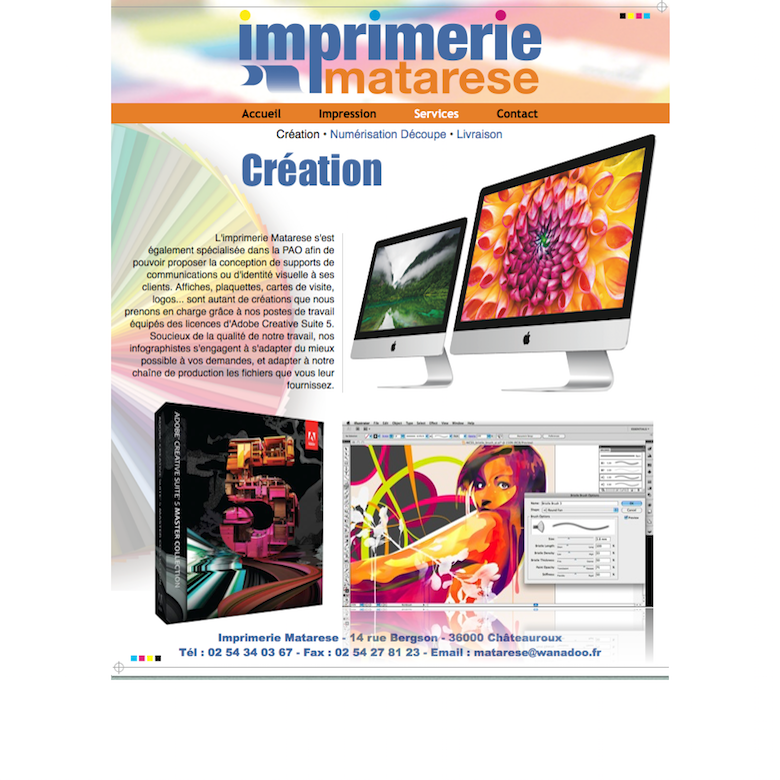 imprimerie
matarese
Accueil Impression Services Contact
Création • Numérisation Découpe • Livraison
Création
L'imprimerie Matarese s'est
également spécialisée dans la PAO afin de
pouvoir proposer la conception de supports de
communications ou d'identité visuelle à ses
clients. Affiches, plaquettes, cartes de visite,
logos... sont autant de créations que nous
prenons en charge grâce à nos postes de travail
équipés des licences d'Adobe Creative Suite 5.
Soucieux de la qualité de notre travail, nos
infographistes s'engagent à s'adapter du mieux
possible à vos demandes, et adapter à notre
chaîne de production les fichiers que vous leur
fournissez.
ADOBE CREATIVE SUITE 5 MASTER COLLECTION
5
Imprimerie Matarese - 14 rue Bergson - 36000 Châteauroux
Tél : 02 54 34 03 67 - Fax : 02 54 27 81 23 - Email : matarese@wanadoo.fr